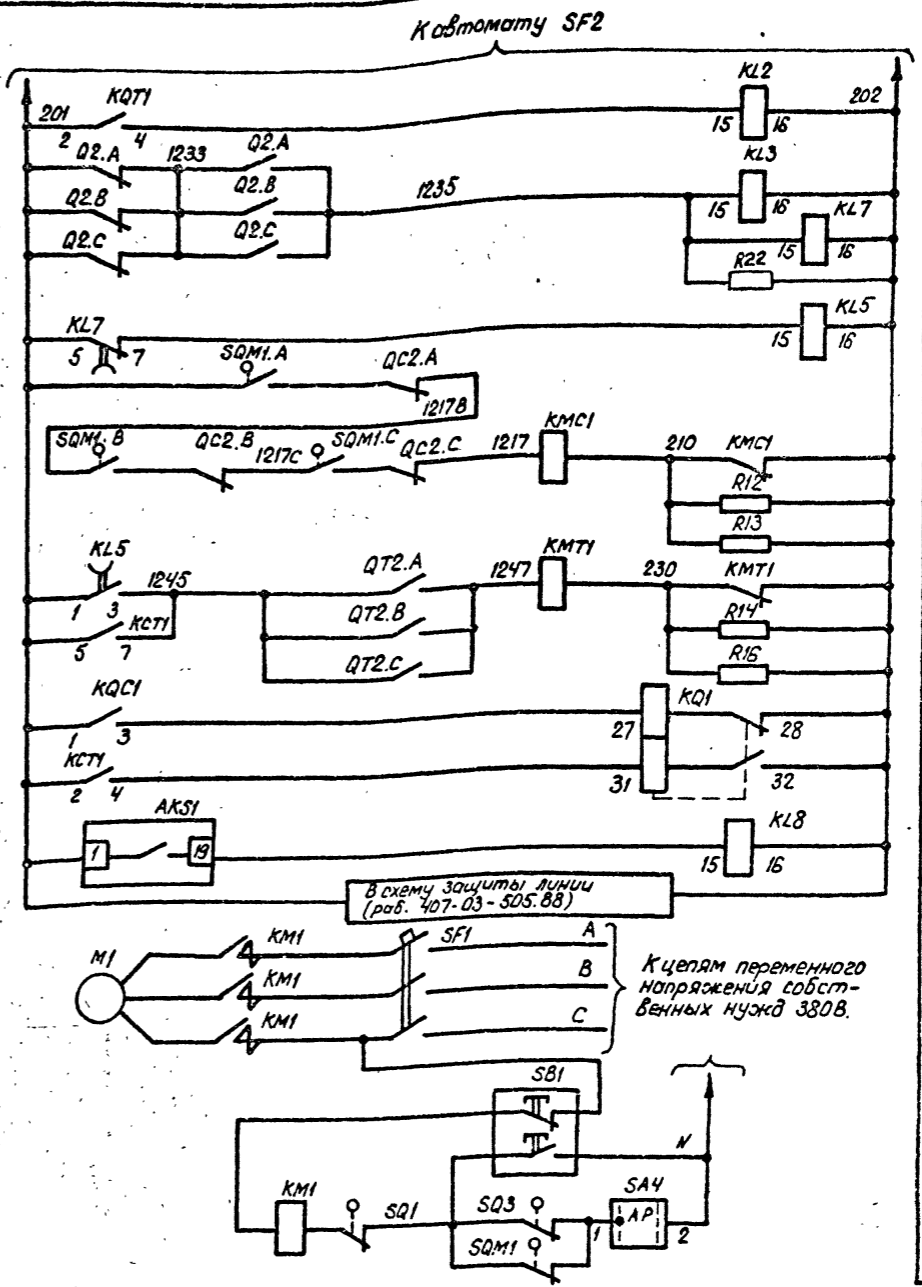 К автомату SF2
KL2
KQT1
201
202
2
4
15
16
Q2.A
1233
Q2.A
KL3
Q2.B
Q2.B
1235
15
16
KL7
Q2.C
Q2.C
15
16
R22
KL7
KL5
5
7
15
16
SQM1.A
QC2.A
1217В
SQM1.B
QC2.B
1217С
SQM1.C
QC2.C
1217
KMC1
210
KMC1
R12
R13
KL5
1245
QT2.A
1247
KMT1
230
KMT1
1
3
KCT1
5
7
QT2.B
R14
QT2.C
R16
KQC1
KQ1
1
3
27
28
KCT1
2
4
31
32
AKS1
KL8
1
19
15
16
В схему защиты линии
(раб. 407-03-505.88)
M1
KM1
SF1
A
KM1
B
KM1
C
К цепям переменного
напряжения собст-
венных нужд 380В.
SB1
N
KM1
SQ1
SQ3
SA4
AP
1
2
SQM1